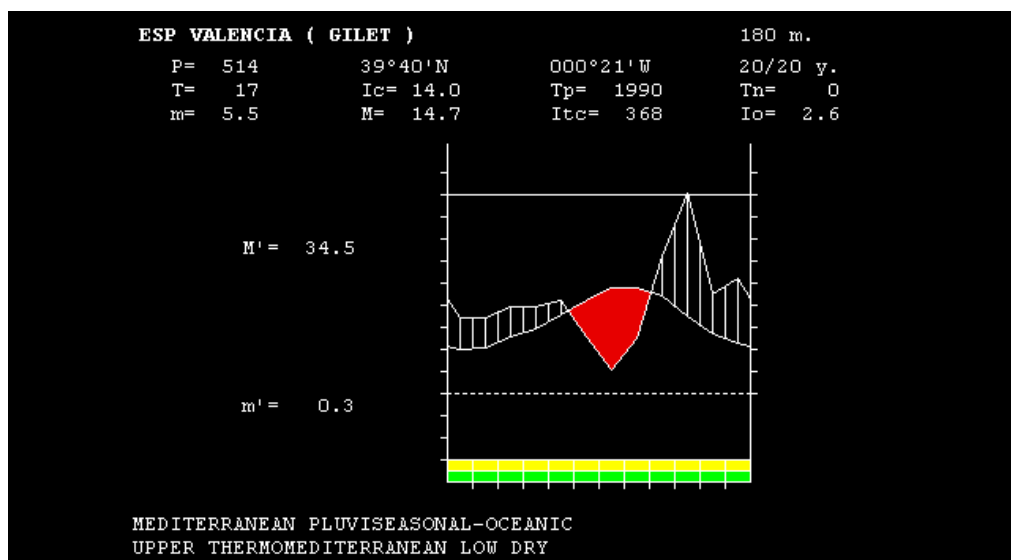 ESP VALENCIA ( GILET ) 180 m.
P= 514 39°40'N 000°21'W 20/20 y.
T= 17 Ic= 14.0 Tp= 1990 Tn= 0
m= 5.5 M= 14.7 Itc= 368 Io= 2.6
M'= 34.5
m'= 0.3
MEDITERRANEAN PLUVISEASONAL-OCEANIC
UPPER THERMOMEDITERRANEAN LOW DRY